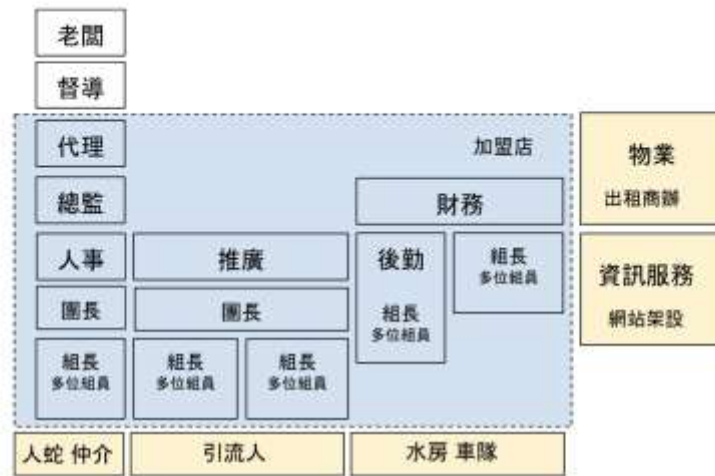 老闆
督導
代理
加盟店
總監
財務
人事
推廣
後勤
組長
多位組員
團長
團長
組長
多位組員
組長
多位組員
組長
多位組員
組長
多位組員
物業
出租商辦
資訊服務
網站架設
人蛇 仲介
引流人
水房 車隊